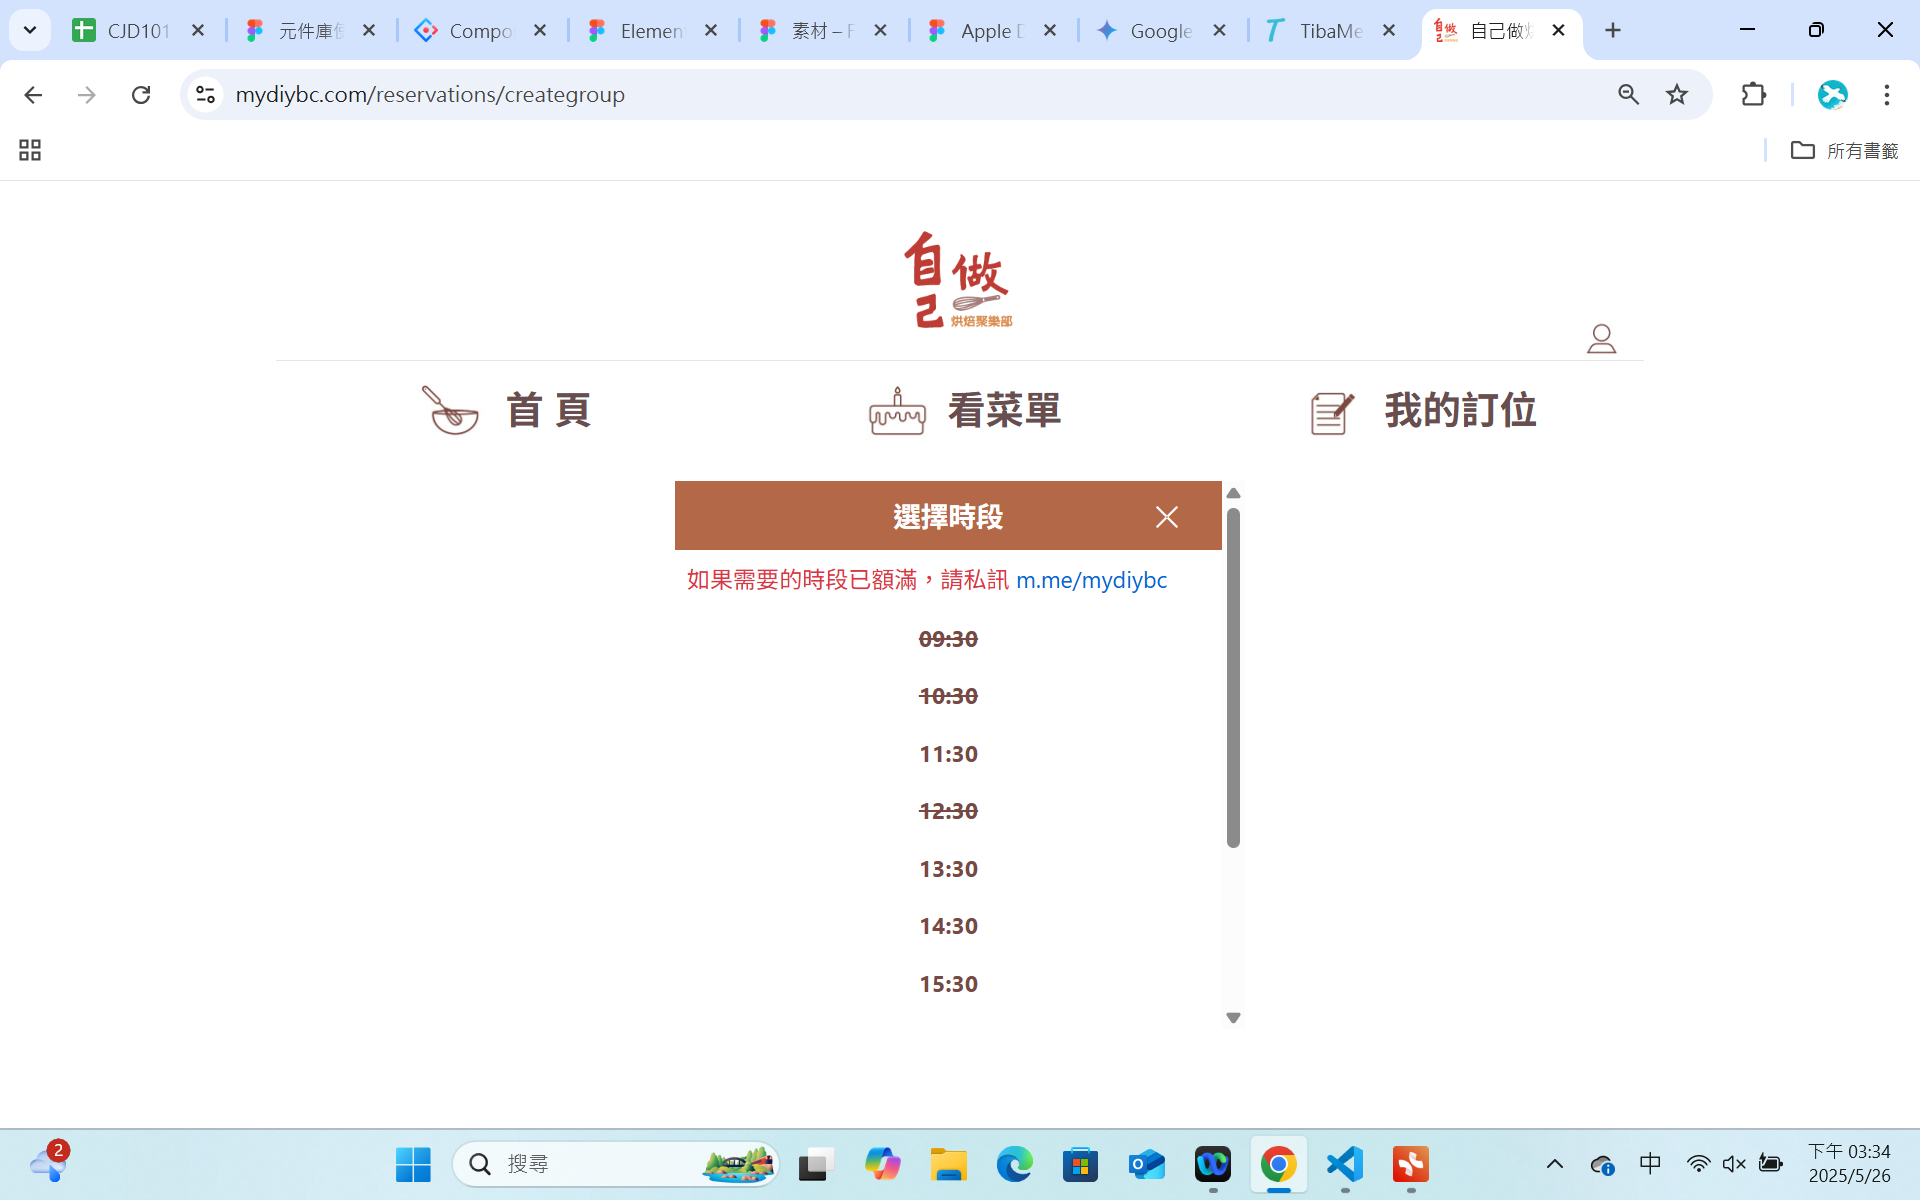 CJD101
元件庫
Compo
Elemen
素材 – F
Apple D
Google
TibaMe
自己做
mydiybc.com/reservations/creategroup
所有書籤
自己做
烘焙聚樂部
首 頁
看菜單
我的訂位
選擇時段
如果需要的時段已額滿，請私訊 m.me/mydiybc
09:30
10:30
11:30
12:30
13:30
14:30
15:30
2
搜尋
中
下午 03:34
2025/5/26